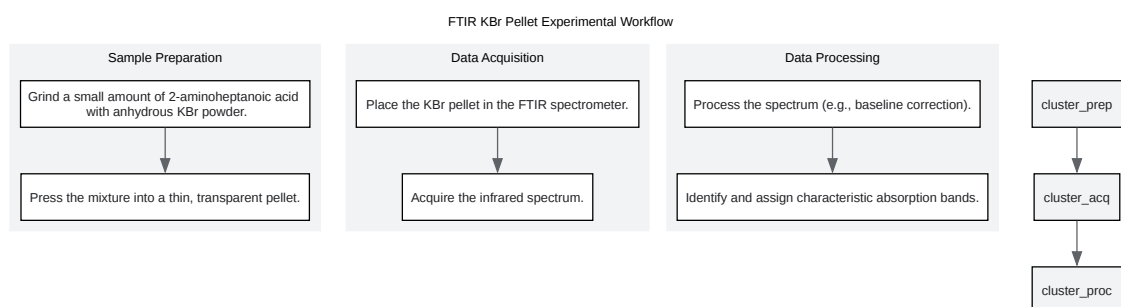 FTIR KBr Pellet Experimental Workflow
Sample Preparation
Grind a small amount of 2-aminoheptanoic acid
with anhydrous KBr powder.
Press the mixture into a thin, transparent pellet.
Data Acquisition
Place the KBr pellet in the FTIR spectrometer.
Acquire the infrared spectrum.
Data Processing
Process the spectrum (e.g., baseline correction).
Identify and assign characteristic absorption bands.
cluster_prep
cluster_acq
cluster_proc